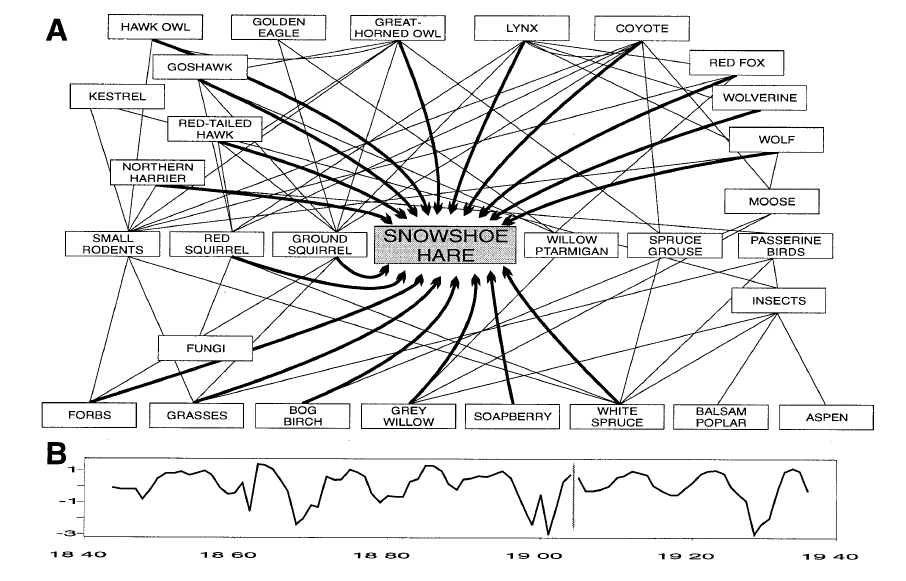 A
HAWK OWL
GOLDEN
EAGLE
GREAT-
HORNED OWL
LYNX
COYOTE
GOSHAWK
RED FOX
KESTREL
WOLVERINE
RED-TAILED
HAWK
WOLF
NORTHERN
HARRIER
MOOSE
SMALL
RODENTS
RED
SQUIRREL
GROUND
SQUIRREL
SNOWSHOE
HARE
WILLOW
PTARMIGAN
SPRUCE
GROUSE
PASSERINE
BIRDS
INSECTS
FUNGI
FORBS
GRASSES
BOG
BIRCH
GREY
WILLOW
SOAPBERRY
WHITE
SPRUCE
BALSAM
POPLAR
ASPEN
B
1
-1
-3
18 40
18 60
18 80
19 00
19 20
19 40